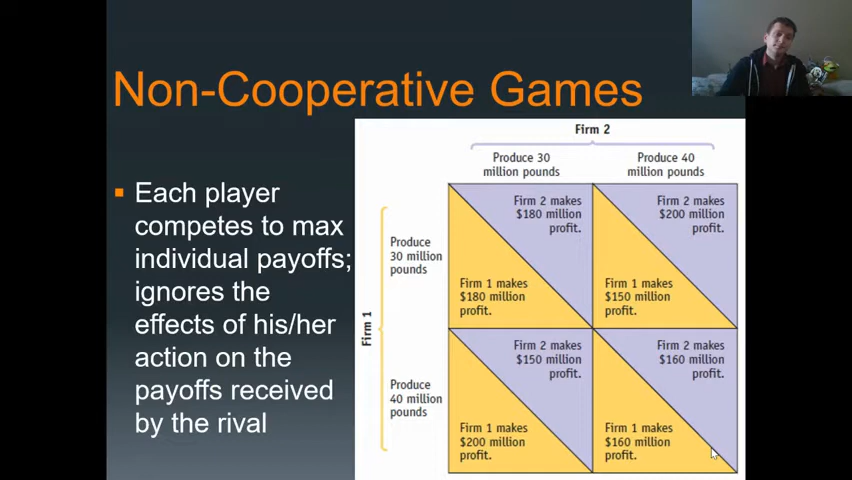 Non-Cooperative Games
Each player
competes to max
individual payoffs;
ignores the
effects of his/her
action on the
payoffs received
by the rival
Firm 2
Produce 30
million pounds
Produce 40
million pounds
Firm 1
Produce
30 million
pounds
Firm 2 makes
$180 million
profit.
Firm 1 makes
$180 million
profit.
Firm 2 makes
$200 million
profit.
Firm 1 makes
$150 million
profit.
Produce
40 million
pounds
Firm 2 makes
$150 million
profit.
Firm 1 makes
$200 million
profit.
Firm 2 makes
$160 million
profit.
Firm 1 makes
$160 million
profit.